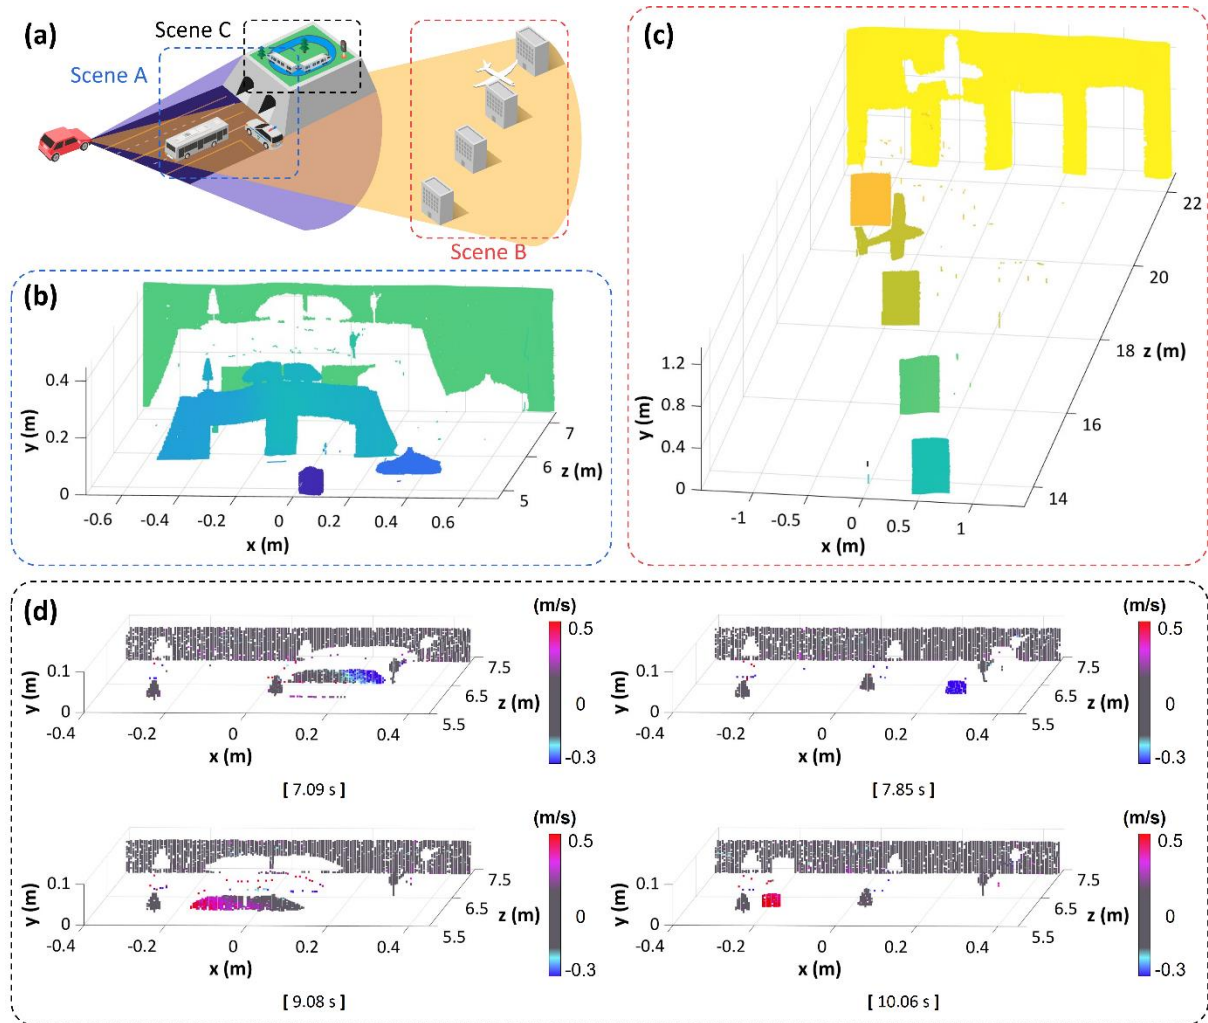 (a)
Scene C
Scene A
Scene B
(b)
y (m)
0.4
0.2
0
-0.6
-0.4
-0.2
0
0.2
0.4
0.6
x (m)
5
6
7
z (m)
(c)
y (m)
1.2
0.8
0.4
0
-1
-0.5
0
0.5
1
x (m)
14
16
18
20
22
z (m)
(d)
(m/s)
0.5
0
-0.3
y (m)
0.1
0
-0.4
-0.2
0
0.2
0.4
x (m)
5.5
6.5
7.5
z (m)
[ 7.09 s ]
(m/s)
0.5
0
-0.3
y (m)
0.1
0
-0.4
-0.2
0
0.2
0.4
x (m)
5.5
6.5
7.5
z (m)
[ 7.85 s ]
(m/s)
0.5
0
-0.3
y (m)
0.1
0
-0.4
-0.2
0
0.2
0.4
x (m)
5.5
6.5
7.5
z (m)
[ 9.08 s ]
(m/s)
0.5
0
-0.3
y (m)
0.1
0
-0.4
-0.2
0
0.2
0.4
x (m)
5.5
6.5
7.5
z (m)
[ 10.06 s ]